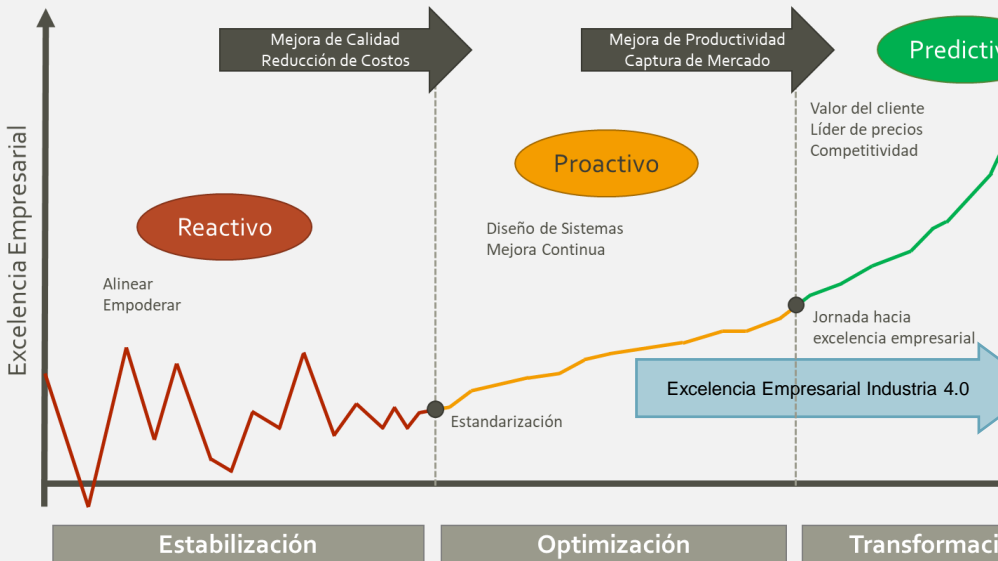 Mejora de Calidad
Reducción de Costos
Mejora de Productividad
Captura de Mercado
Predictiv
Valor del cliente
Líder de precios
Competitividad
Proactivo
Diseño de Sistemas
Mejora Continua
Reactivo
Alinear
Empoderar
Excelencia Empresarial
Jornada hacia
excelencia empresarial
Excelencia Empresarial Industria 4.0
Estandarización
Estabilización
Optimización
Transformaci